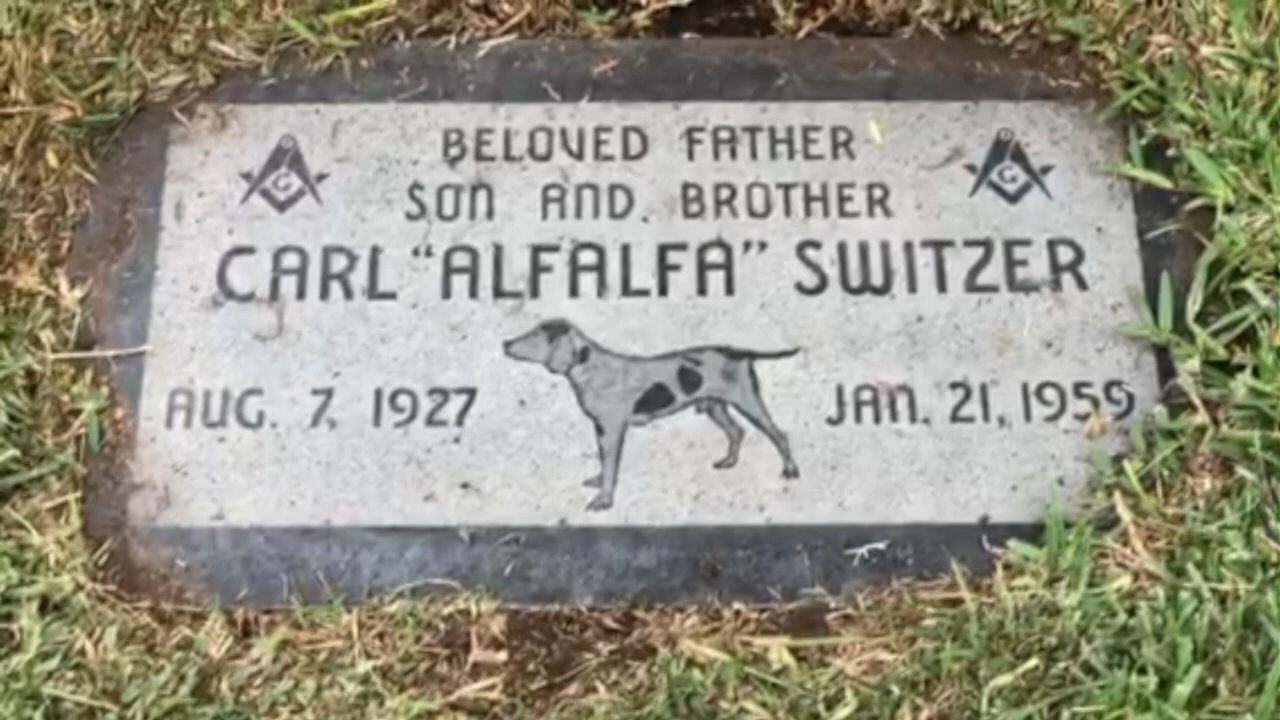 BELOVED FATHER
SON AND BROTHER
CARL “ALFALFA” SWITZER
AUG. 7, 1927
JAN. 21, 1959
G
G